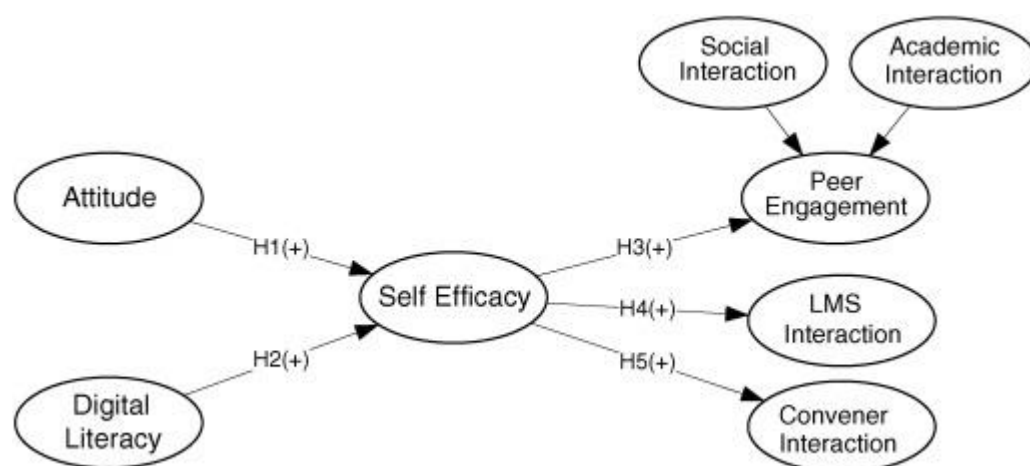 Social
Interaction
Academic
Interaction
Attitude
Peer
Engagement
H1(+)
H3(+)
Self Efficacy
H4(+)
LMS
Interaction
H2(+)
H5(+)
Digital
Literacy
Convener
Interaction